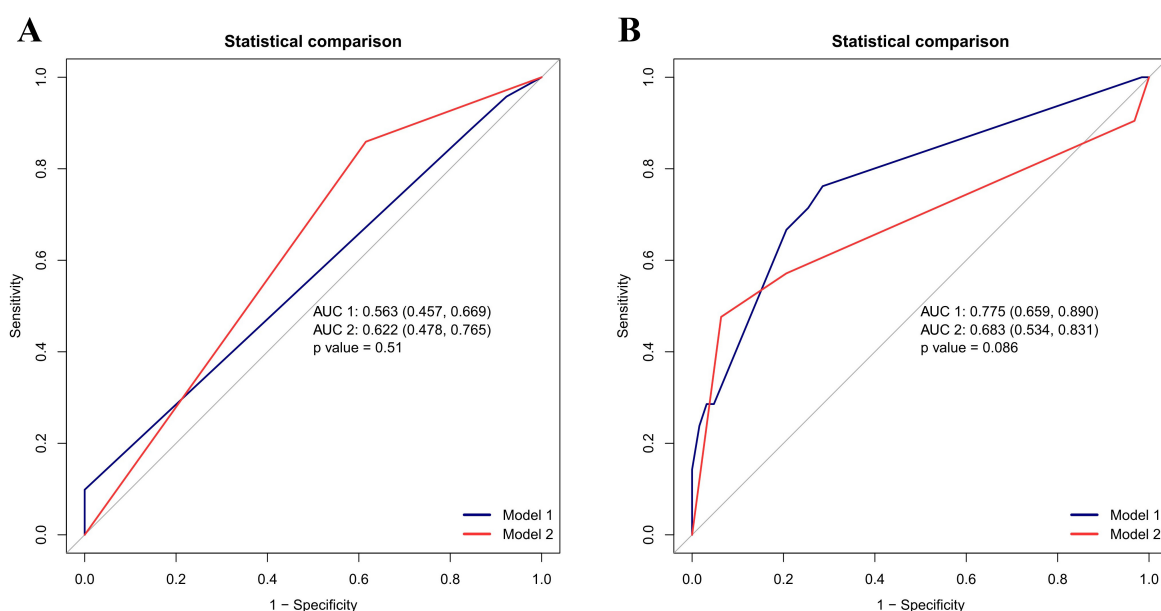 A
Statistical comparison
Sensitivity
1.0
0.8
0.6
0.4
0.2
0.0
AUC 1: 0.563 (0.457, 0.669)
AUC 2: 0.622 (0.478, 0.765)
p value = 0.51
Model 1
Model 2
0.0 0.2 0.4 0.6 0.8 1.0
1 − Specificity
B
Statistical comparison
Sensitivity
1.0
0.8
0.6
0.4
0.2
0.0
AUC 1: 0.775 (0.659, 0.890)
AUC 2: 0.683 (0.534, 0.831)
p value = 0.086
Model 1
Model 2
0.0 0.2 0.4 0.6 0.8 1.0
1 − Specificity